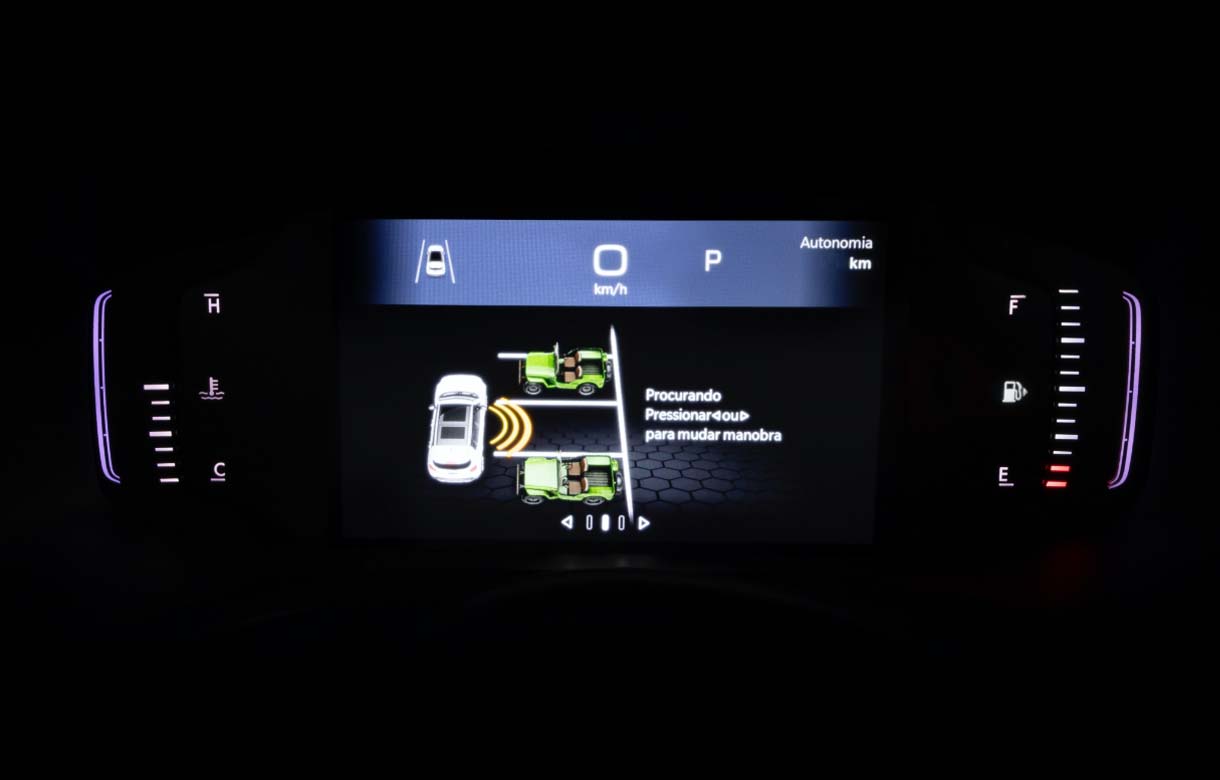 0
km/h
P
Autonomia
km
H
C
F
E
Procurando
Pressionar◁ou▷
para mudar manobra